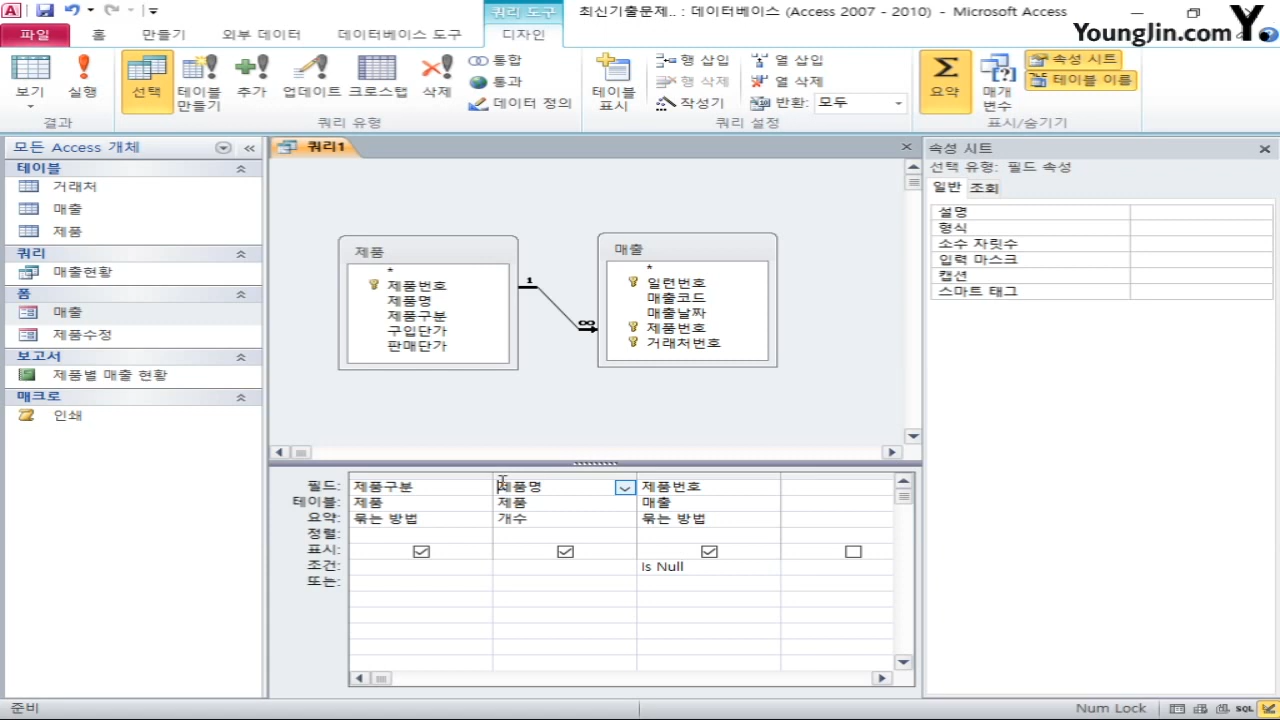 쿼리 도구
최신기출문제.. : 데이터베이스 (Access 2007 - 2010) - Microsoft Access
YoungJin.com Y.
파일 홈 만들기 외부 데이터 데이터베이스 도구 디자인
보기 실행 선택 테이블 만들기 추가 업데이트 크로스탭 삭제
통합
통과
데이터 정의
테이블 표시
행 삽입
행 삭제
작성기
열 삽입
열 삭제
반환: 모두
요약
매개 변수
속성 시트
테이블 이름
결과 쿼리 유형 쿼리 설정 표시/숨기기
모든 Access 개체
테이블
거래처
매출
제품
쿼리
매출현황
폼
매출
제품수정
보고서
제품별 매출 현황
매크로
인쇄
쿼리1
제품
*
제품번호
제품명
제품구분
구입단가
판매단가
1
∞
매출
*
일련번호
매출코드
매출날짜
제품번호
거래처번호
필드: 제품구분 제품명 제품번호
테이블: 제품 제품 매출
요약: 묶는 방법 개수 묶는 방법
정렬:
표시:
조건: Is Null
또는:
속성 시트
선택 유형: 필드 속성
일반 조회
설명
형식
소수 자릿수
입력 마스크
캡션
스마트 태그
준비
Num Lock
SQL